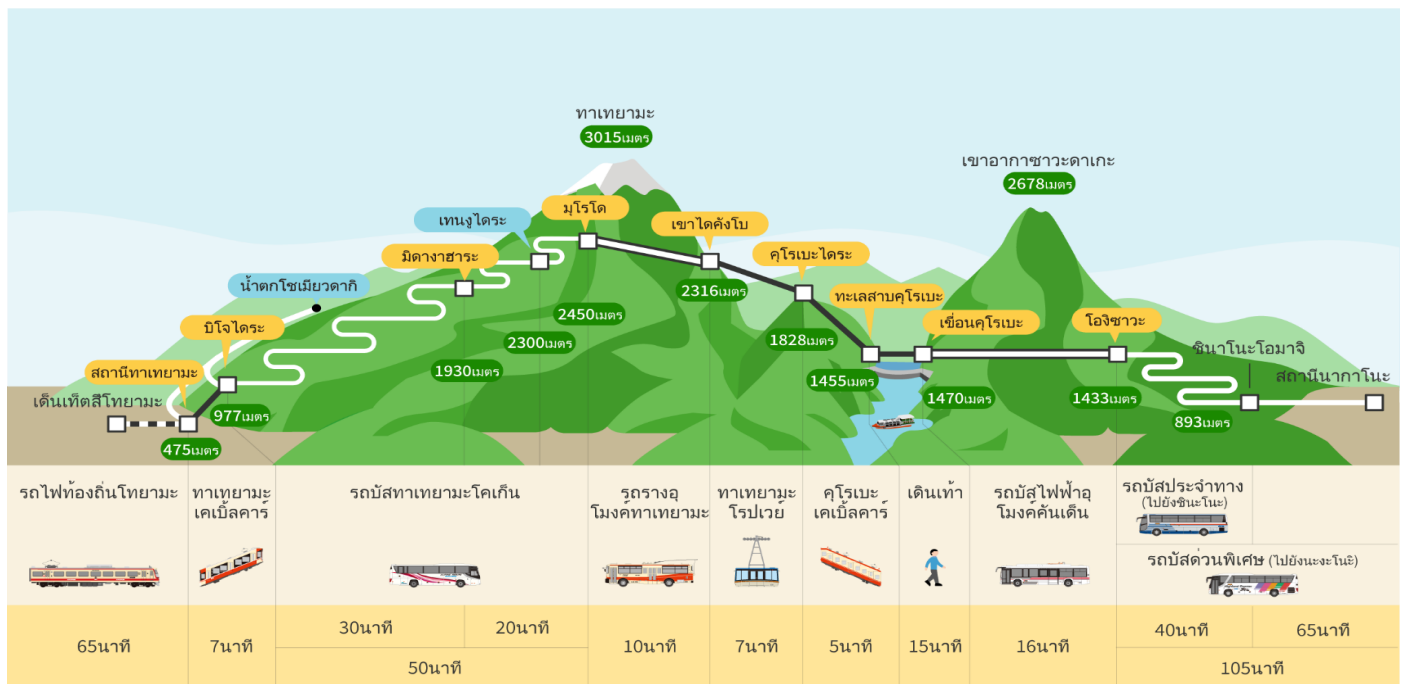 ทาเทยามะ
3015เมตร
เขาอากาซาวะดาเกะ
2678เมตร
มุโรโด
เทนงูไดระ
เขาไดคังโบ
มิดางาฮาระ
คุโรเบะไดระ
น้ำตกโชเมียวดากิ
2316เมตร
ทะเลสาบคุโรเบะ
2450เมตร
บิโจไดระ
เขื่อนคุโรเบะ
โองิซาวะ
2300เมตร
1828เมตร
ชินาโนะโอมาจิ
สถานีทาเทยามะ
1930เมตร
1455เมตร
สถานีนากาโนะ
เด็นเท็ตสึโทยามะ
1470เมตร
1433เมตร
977เมตร
893เมตร
475เมตร
รถไฟท้องถิ่นโทยามะ
ทาเทยามะ
เคเบิ้ลคาร์
รถบัสทาเทยามะโคเก็น
รถรางอุ
โมงค์ทาเทยามะ
ทาเทยามะ
โรปเวย์
คุโรเบะ
เคเบิ้ลคาร์
เดินเท้า
รถบัสไฟฟ้าอุ
โมงค์คันเด็น
รถบัสประจำทาง
(ไปยังชินะโนะ)
รถบัสด่วนพิเศษ (ไปยังนะงะโนะ)
65นาที
7นาที
30นาที
20นาที
50นาที
10นาที
7นาที
5นาที
15นาที
16นาที
40นาที
65นาที
105นาที